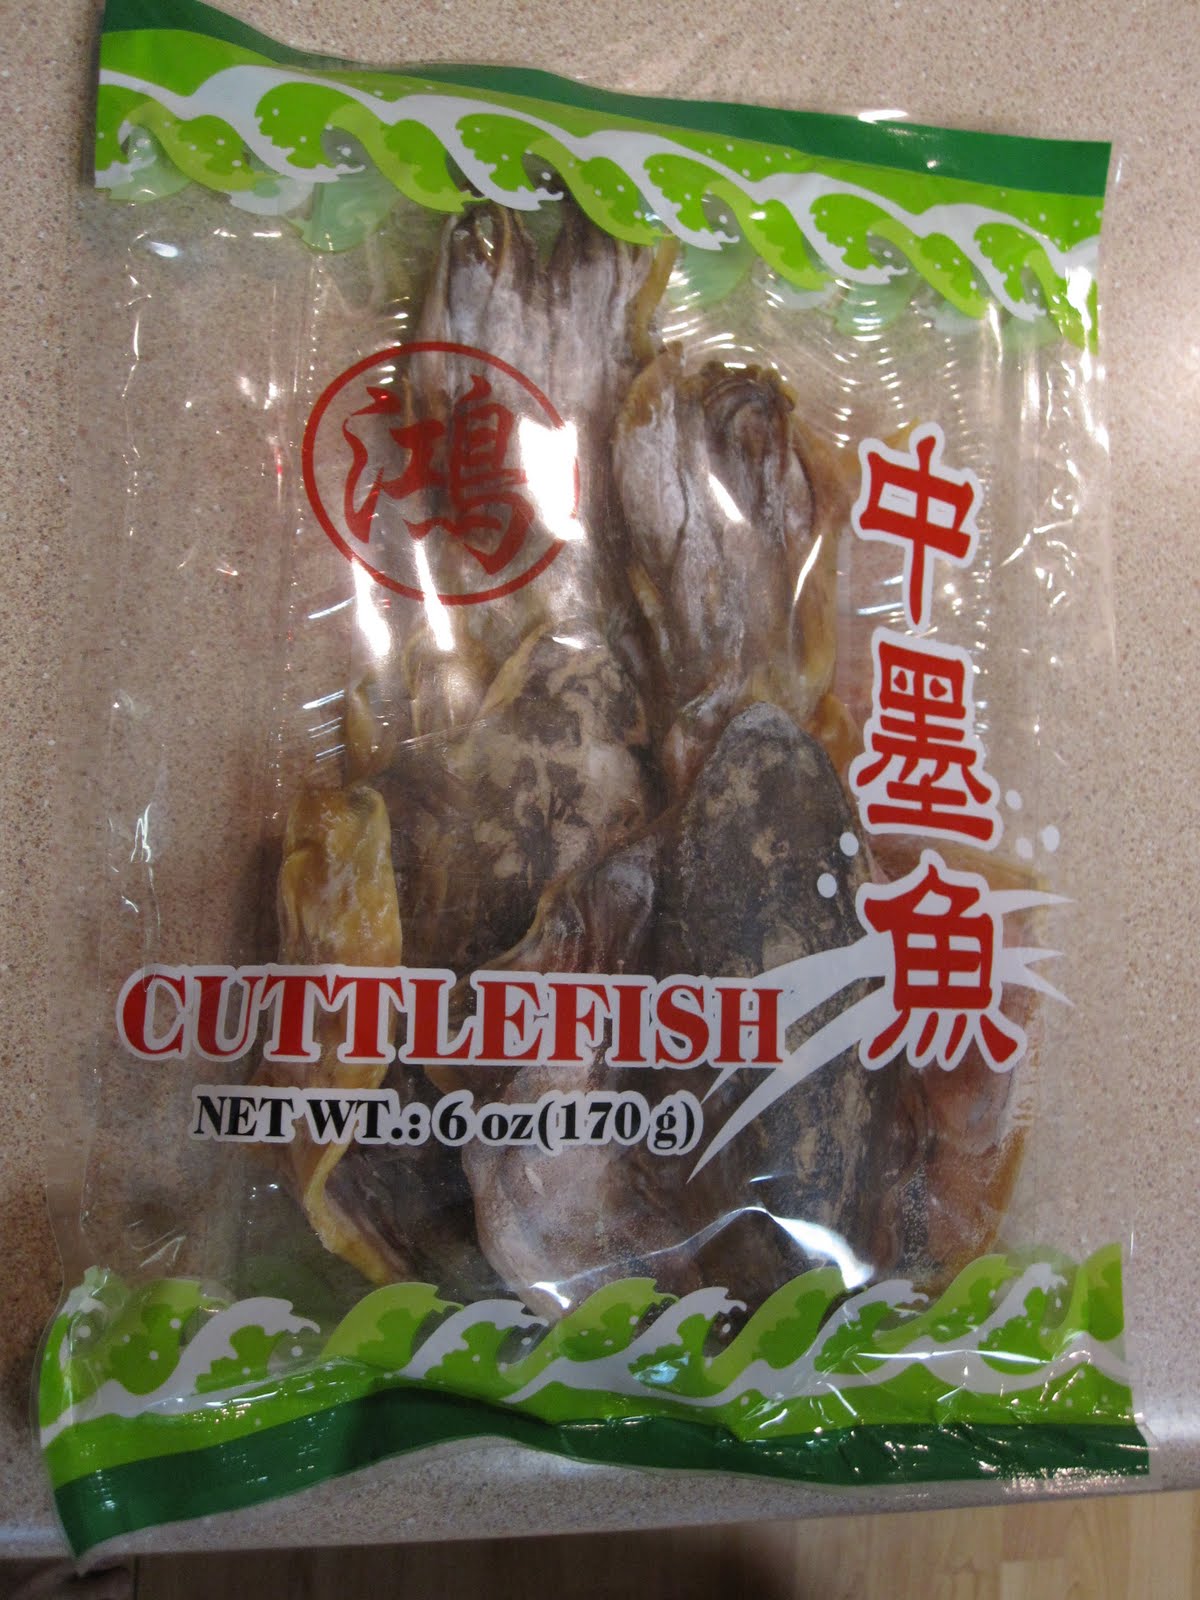 鴻
中墨魚
CUTTLEFISH
NET WT.: 6 oz(170 g)